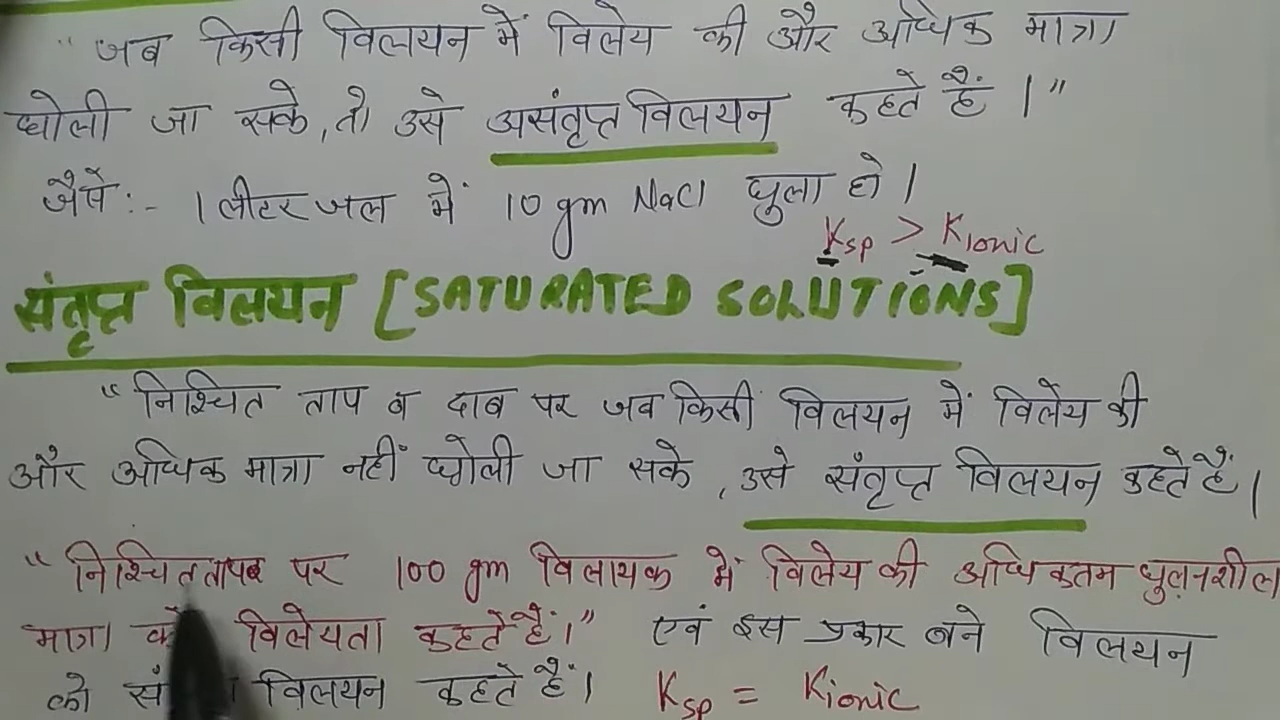 "जब किसी विलयन में विलेय की और अधिक मात्रा
घोली जा सके, तो उसे असंतृप्त विलयन कहते हैं।"
जैसे:- 1 लीटर जल में 10 gm NaCl घुला हो।
Ksp > Kionic
संतृप्त विलयन [SATURATED SOLUTIONS]
"निश्चित ताप व दाब पर जब किसी विलयन में विलेय की
और अधिक मात्रा नहीं घोली जा सके, उसे संतृप्त विलयन कहते हैं।
"निश्चित ताप पर 100 gm विलायक में विलेय की अधिकतम घुलनशील
मात्रा विलेयता कहते हैं।" एवं इस प्रकार बने विलयन
को विलयन कहते हैं। Ksp = Kionic